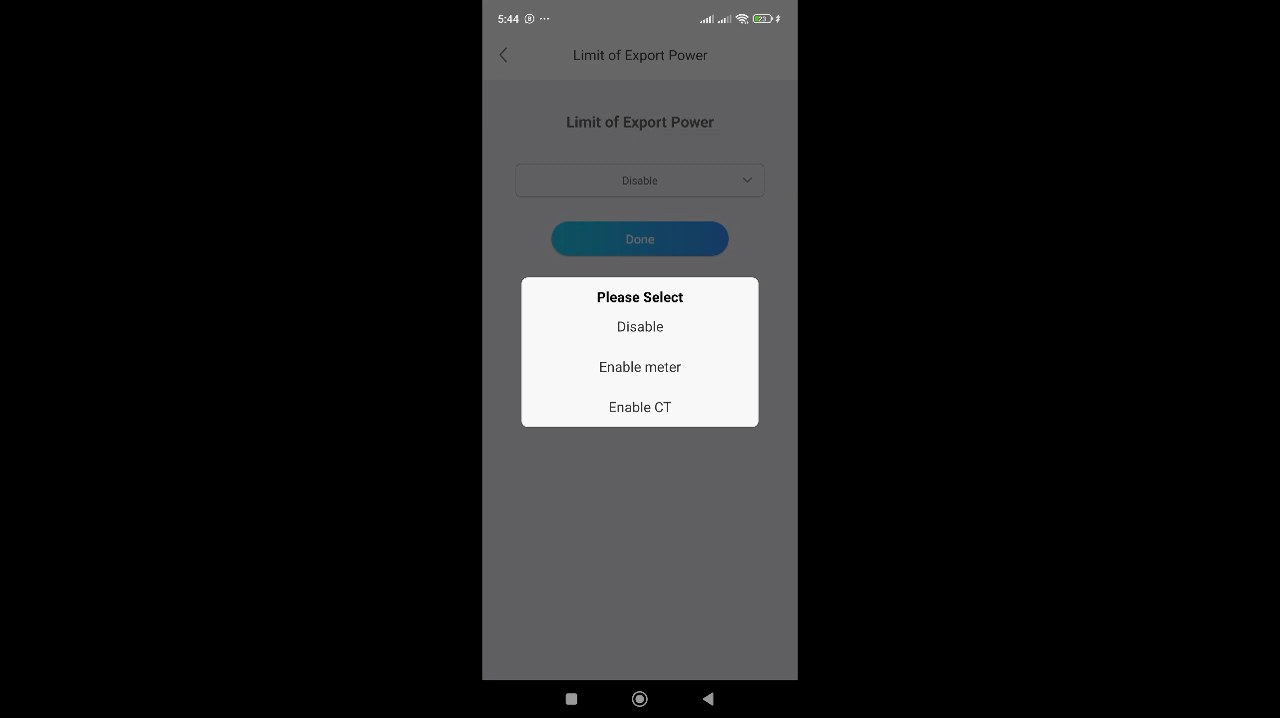 5:44
23
Limit of Export Power
Limit of Export Power
Disable
Done
Please Select
Disable
Enable meter
Enable CT